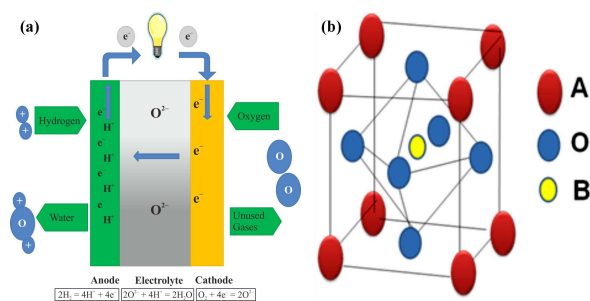 (a)
e⁻
e⁻
Hydrogen
Water
e⁻
H⁺
e⁻
H⁺
e⁻
H⁺
e⁻
H⁺
e⁻
H⁺
O²⁻
O²⁻
e⁻
e⁻
e⁻
Oxygen
Unused
Gases
+
+
+
O
+
O
O
Anode Electrolyte Cathode
2H₂ = 4H⁺ + 4e⁻ 2O²⁻ + 4H⁺ = 2H₂O O₂ + 4e⁻ = 2O²⁻
(b)
A
O
B